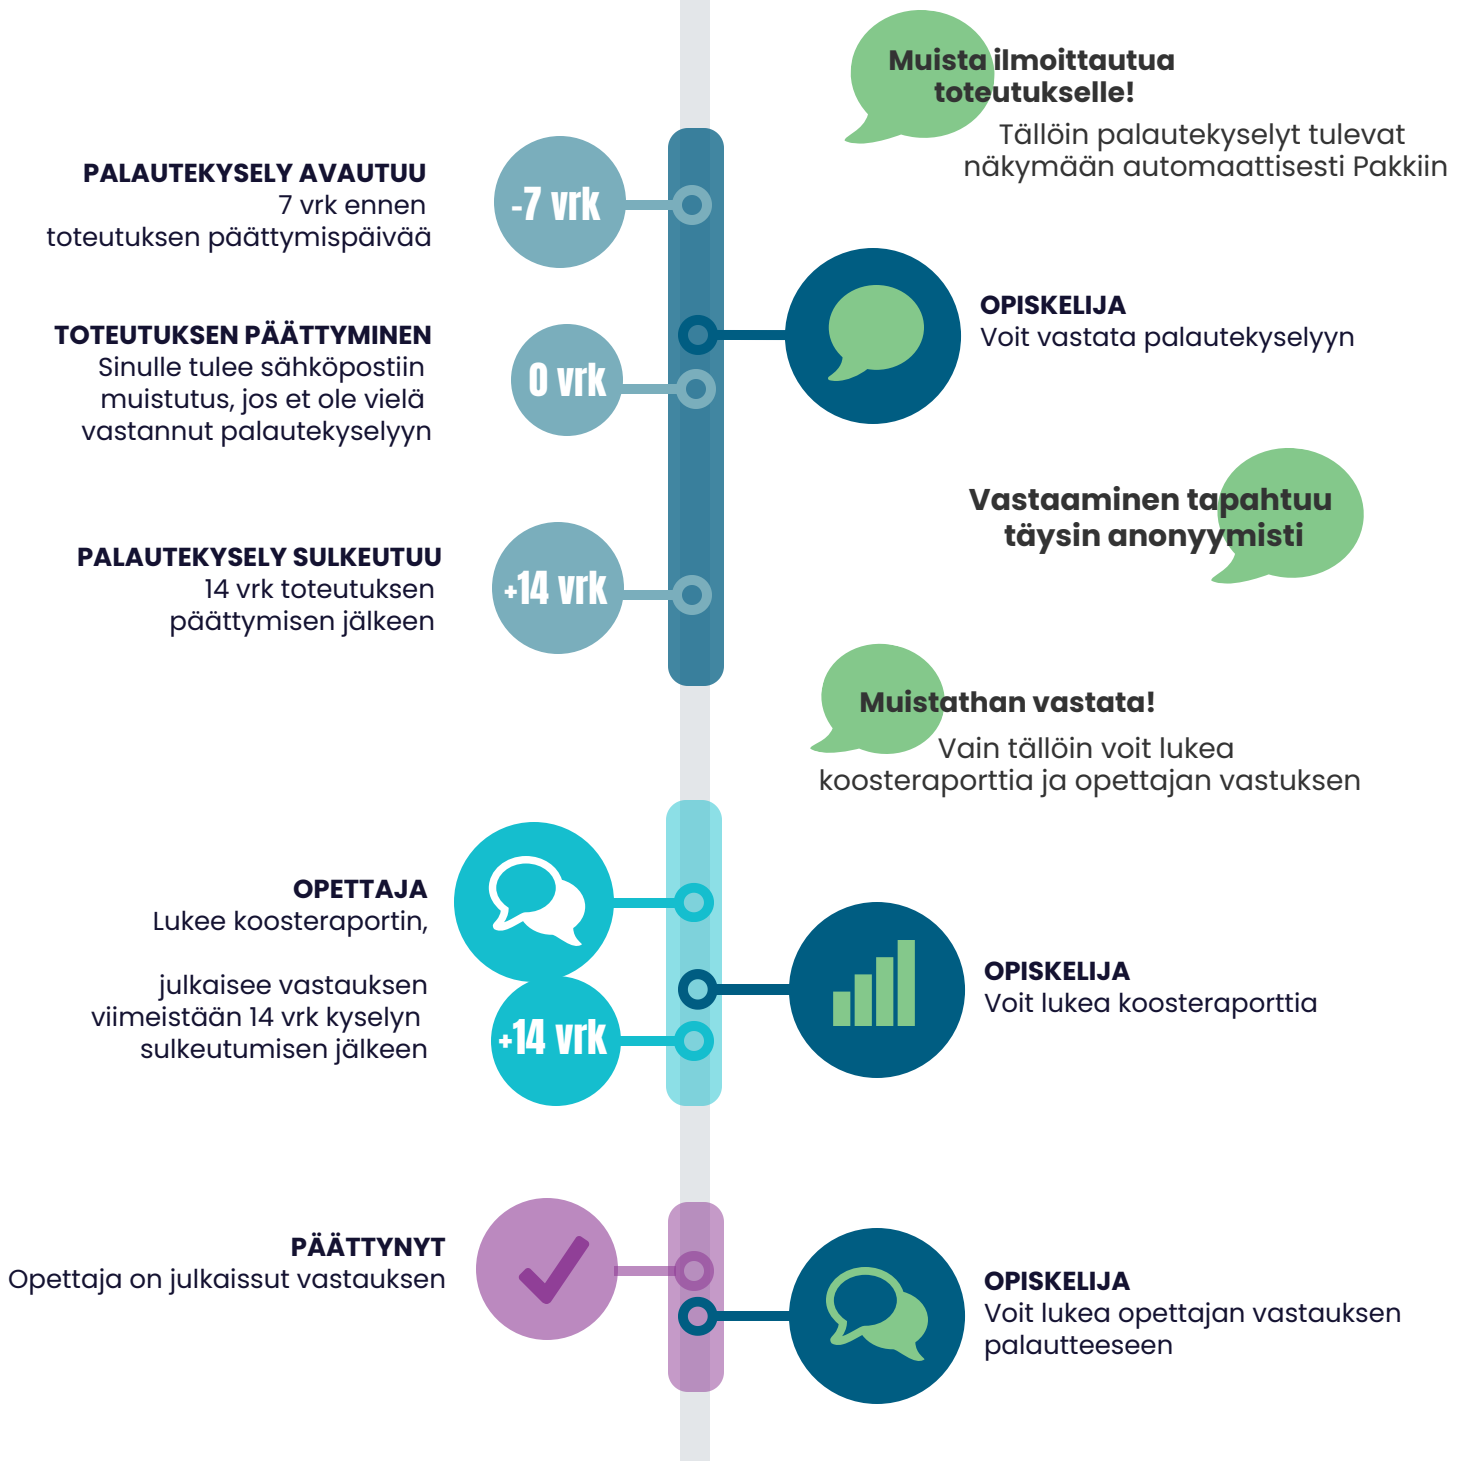 Muista ilmoittautua
toteutukselle!
Tällöin palautekyselyt tulevat
näkymään automaattisesti Pakkiin
PALAUTEKYSELY AVAUTUU
7 vrk ennen
toteutuksen päättymispäivää
-7 vrk
OPISKELIJA
Voit vastata palautekyselyyn
TOTEUTUKSEN PÄÄTTYMINEN
Sinulle tulee sähköpostiin
muistutus, jos et ole vielä
vastannut palautekyselyyn
0 vrk
Vastaaminen tapahtuu
täysin anonyymisti
PALAUTEKYSELY SULKEUTUU
14 vrk toteutuksen
päättymisen jälkeen
+14 vrk
Muistathan vastata!
Vain tällöin voit lukea
koosteraporttia ja opettajan vastuksen
OPETTAJA
Lukee koosteraportin,
julkaisee vastauksen
viimeistään 14 vrk kyselyn
sulkeutumisen jälkeen
+14 vrk
OPISKELIJA
Voit lukea koosteraporttia
PÄÄTTYNYT
Opettaja on julkaissut vastauksen
OPISKELIJA
Voit lukea opettajan vastauksen
palautteeseen